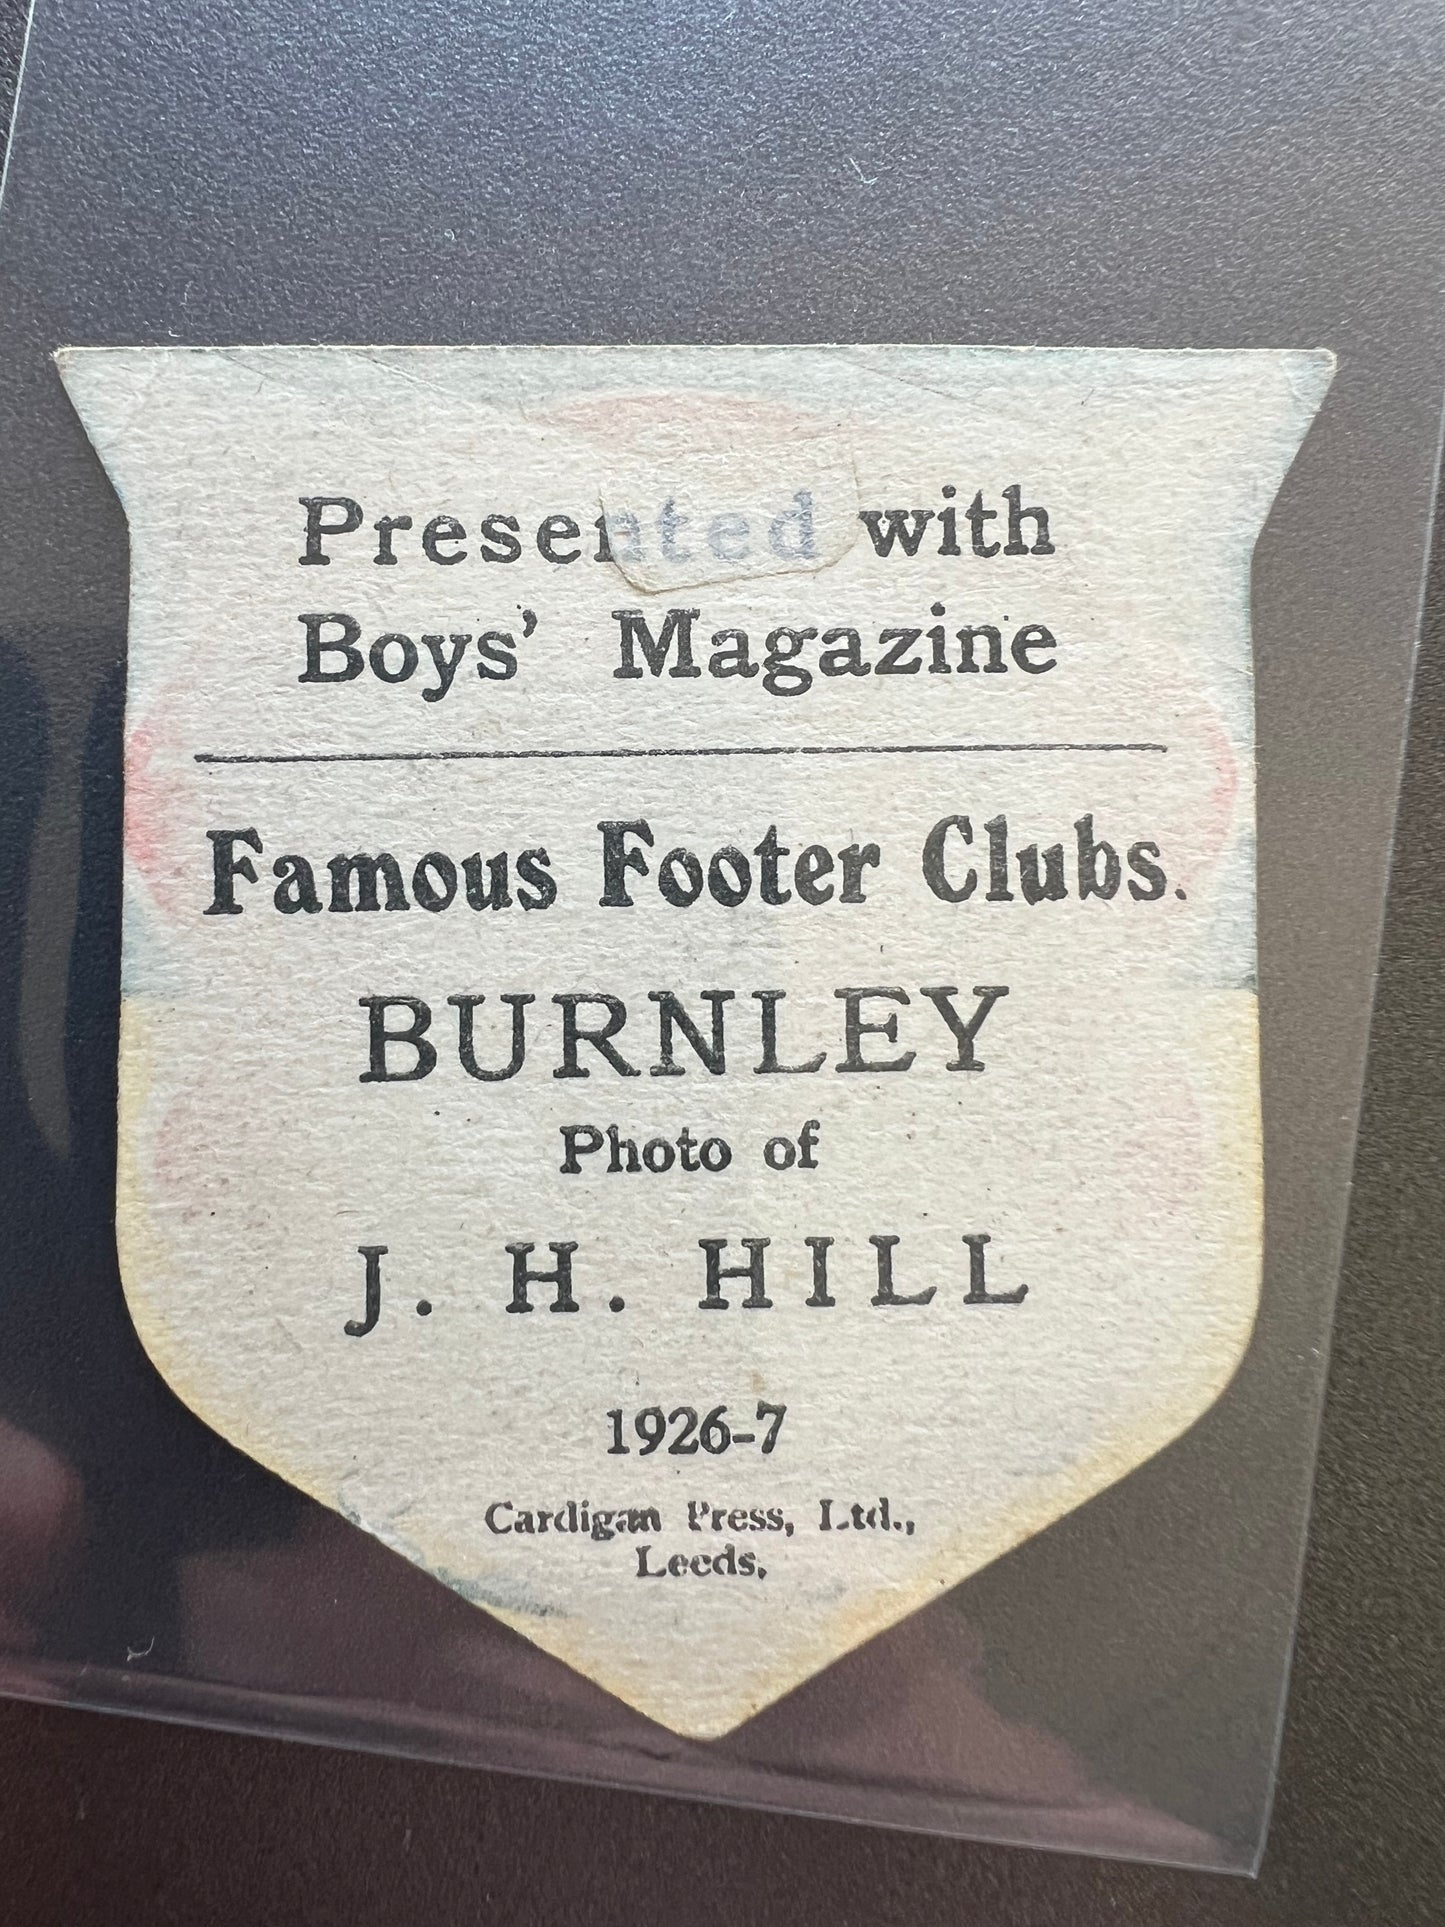 Presented with
Boys' Magazine
Famous Footer Clubs.
BURNLEY
Photo of
J. H. HILL
1926-7
Cardigan Press, Ltd.,
Leeds.